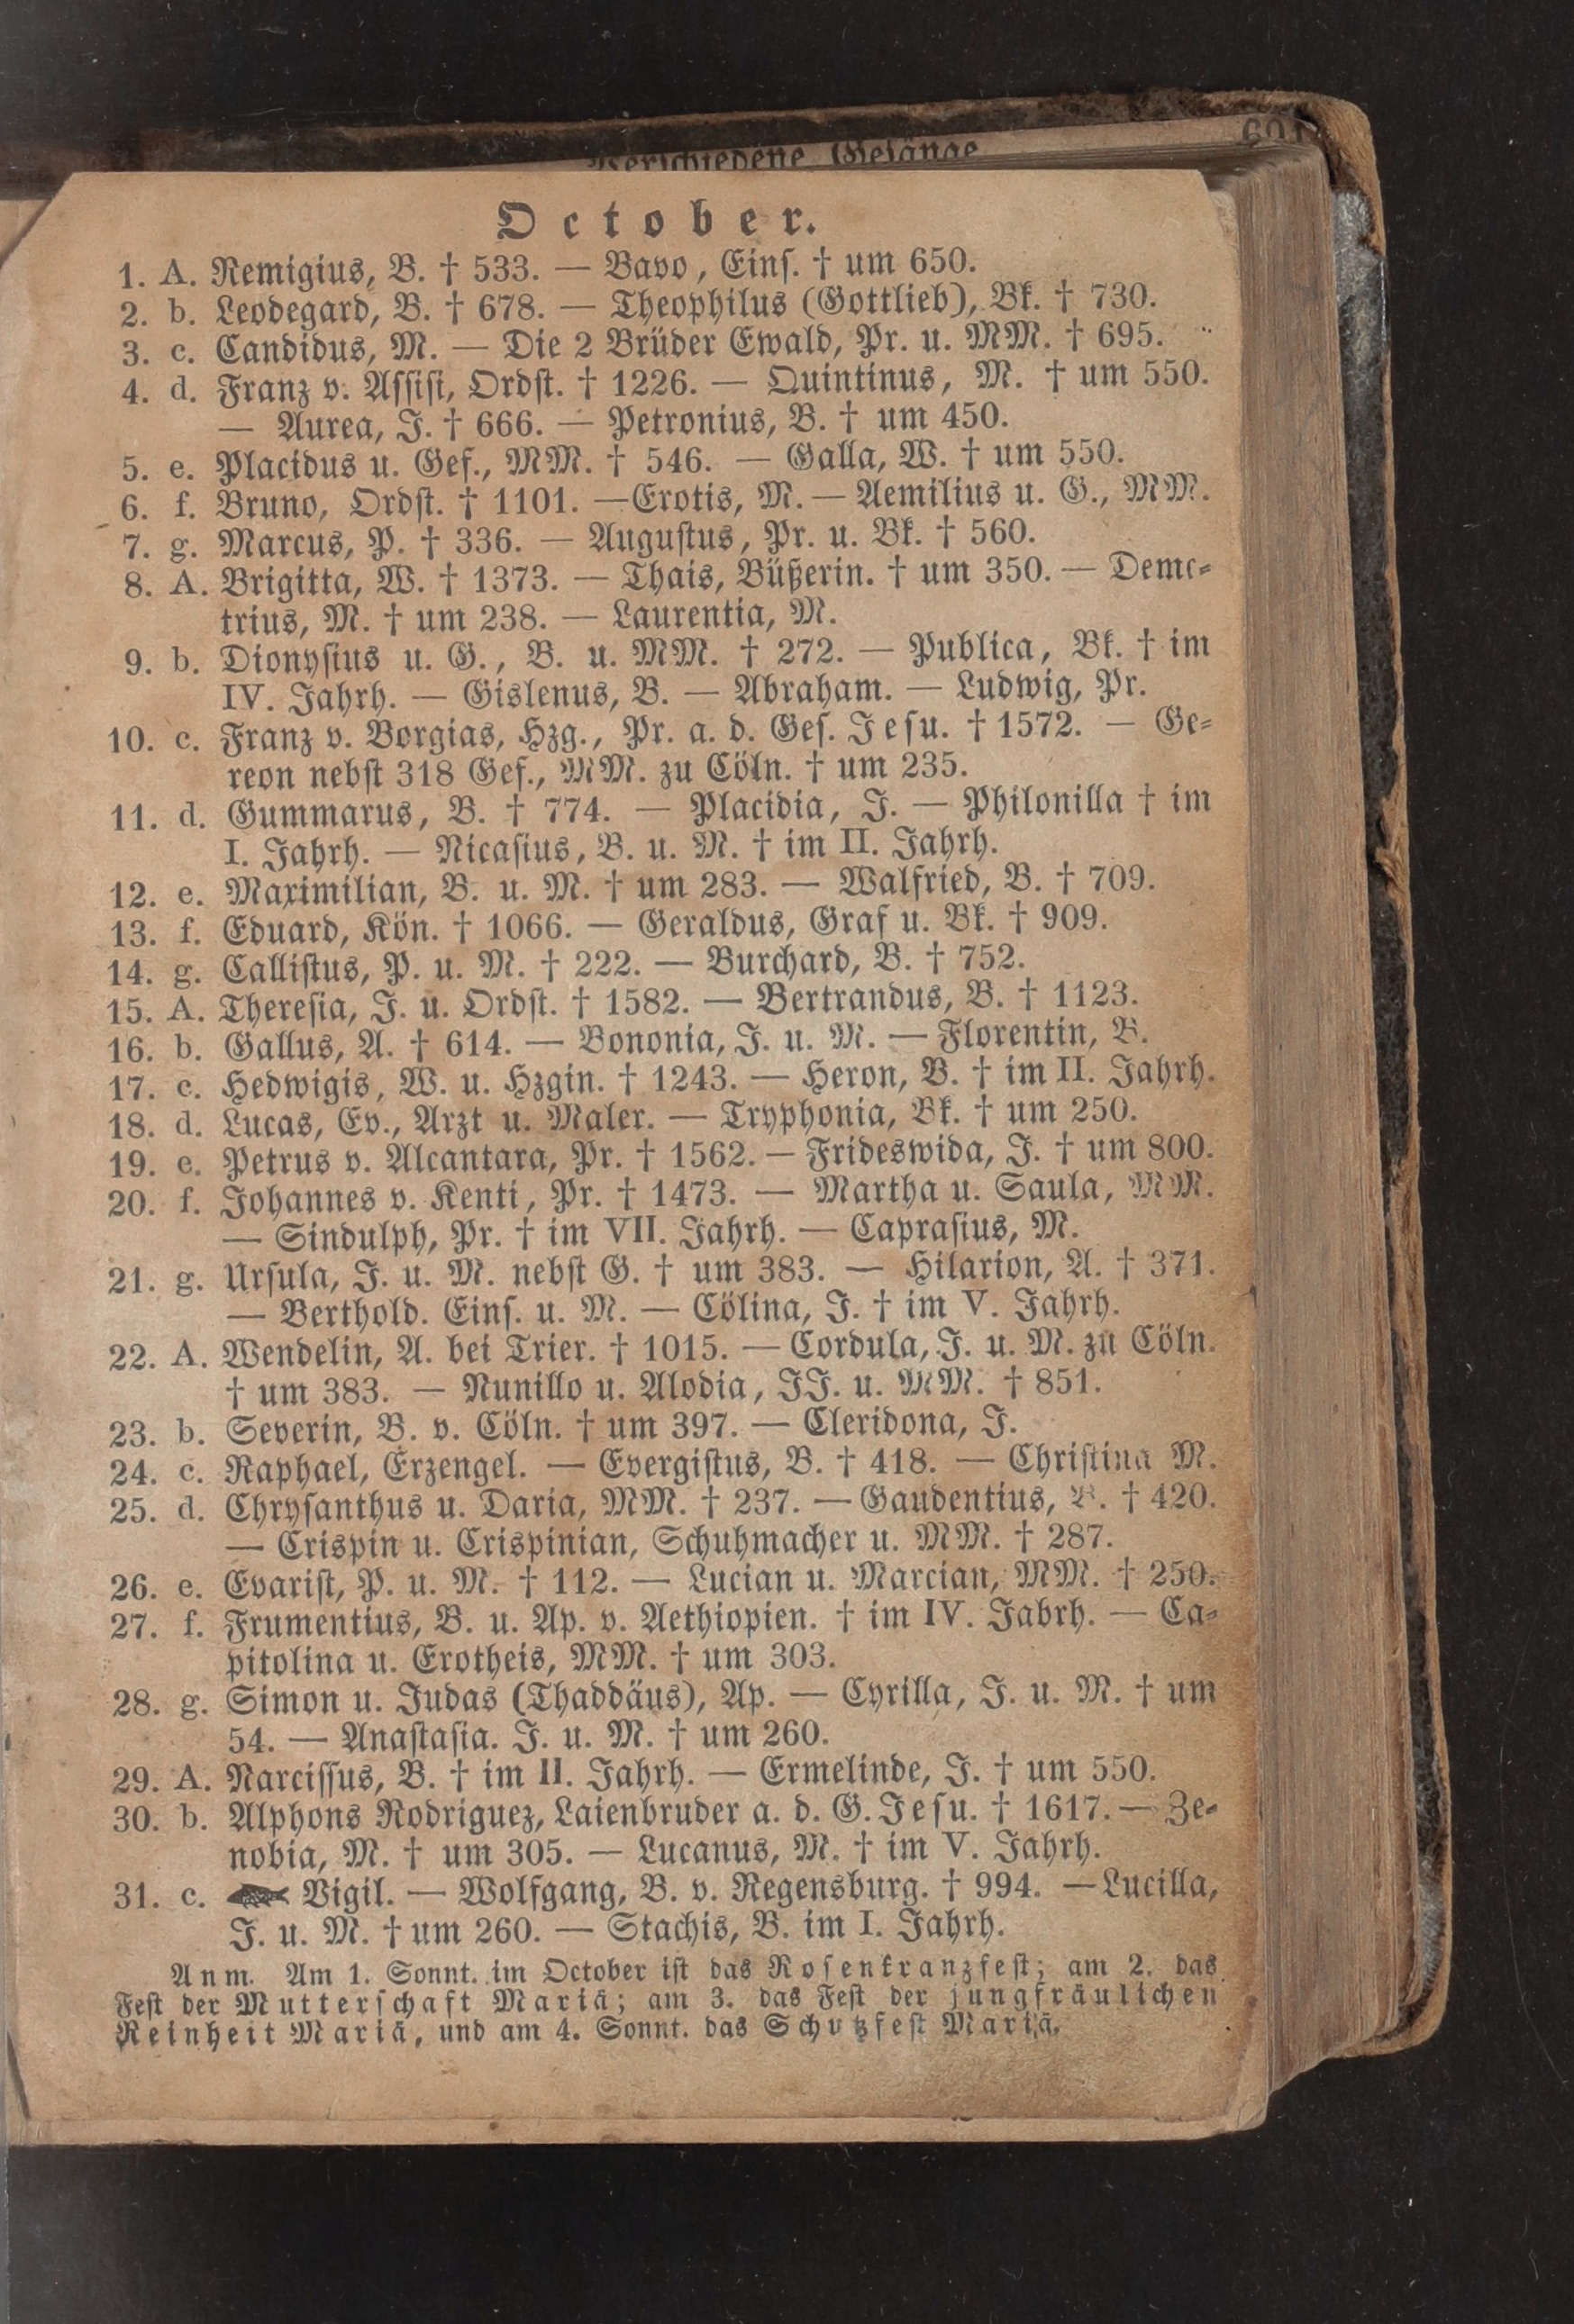 Verschiedene Gesänge
691
October.
1. A. Remigius, B. † 533. — Bavo, Eins. † um 650.
2. b. Leodegard, B. † 678. — Theophilus (Gottlieb), Bk. † 730.
3. c. Candidus, M. — Die 2 Brüder Ewald, Pr. u. MM. † 695.
4. d. Franz v. Assisi, Ordst. † 1226. — Quintinus, M. † um 550.
— Aurea, J. † 666. — Petronius, B. † um 450.
5. e. Placidus u. Gef., MM. † 546. — Galla, W. † um 550.
6. f. Bruno, Ordst. † 1101. — Erotis, M. — Aemilius u. G., MM.
7. g. Marcus, P. † 336. — Augustus, Pr. u. Bk. † 560.
8. A. Brigitta, W. † 1373. — Thais, Büßerin. † um 350. — Deme-
trius, M. † um 238. — Laurentia, M.
9. b. Dionysius u. G., B. u. MM. † 272. — Publica, Bk. † im
IV. Jahrh. — Gislenus, B. — Abraham. — Ludwig, Pr.
10. c. Franz v. Borgias, Hzg., Pr. a. d. Ges. Jesu. † 1572. — Ge-
reon nebst 318 Gef., MM. zu Cöln. † um 235.
11. d. Gummarus, B. † 774. — Placidia, J. — Philonilla † im
I. Jahrh. — Nicasius, B. u. M. † im II. Jahrh.
12. e. Maximilian, B. u. M. † um 283. — Walfried, B. † 709.
13. f. Eduard, Kön. † 1066. — Geraldus, Graf u. Bk. † 909.
14. g. Callistus, P. u. M. † 222. — Burchard, B. † 752.
15. A. Theresia, J. u. Ordst. † 1582. — Bertrandus, B. † 1123.
16. b. Gallus, A. † 614. — Bononia, J. u. M. — Florentin, B.
17. c. Hedwigis, W. u. Hzgin. † 1243. — Heron, B. † im II. Jahrh.
18. d. Lucas, Ev., Arzt u. Maler. — Tryphonia, Bk. † um 250.
19. e. Petrus v. Alcantara, Pr. † 1562. — Frideswida, J. † um 800.
20. f. Johannes v. Kenti, Pr. † 1473. — Martha u. Saula, MM.
— Sindulph, Pr. † im VII. Jahrh. — Caprasius, M.
21. g. Ursula, J. u. M. nebst G. † um 383. — Hilarion, A. † 371.
— Berthold. Eins. u. M. — Cölina, J. † im V. Jahrh.
22. A. Wendelin, A. bei Trier. † 1015. — Cordula, J. u. M. zu Cöln.
† um 383. — Nunillo u. Alodia, JJ. u. MM. † 851.
23. b. Severin, B. v. Cöln. † um 397. — Cleridona, J.
24. c. Raphael, Erzengel. — Evergistus, B. † 418. — Christina M.
25. d. Chrysanthus u. Daria, MM. † 237. — Gaudentius, B. † 420.
— Crispin u. Crispinian, Schuhmacher u. MM. † 287.
26. e. Evarist, P. u. M. † 112. — Lucian u. Marcian, MM. † 250.
27. f. Frumentius, B. u. Ap. v. Aethiopien. † im IV. Jabrh. — Ca-
pitolina u. Erotheis, MM. † um 303.
28. g. Simon u. Judas (Thaddäus), Ap. — Cyrilla, J. u. M. † um
54. — Anastasia. J. u. M. † um 260.
29. A. Narcissus, B. † im II. Jahrh. — Ermelinde, J. † um 550.
30. b. Alphons Rodriguez, Laienbruder a. d. G. Jesu. † 1617. — Ze-
nobia, M. † um 305. — Lucanus, M. † im V. Jahrh.
31. c. Vigil. — Wolfgang, B. v. Regensburg. † 994. — Lucilla,
J. u. M. † um 260. — Stachis, B. im I. Jahrh.
Anm. Am 1. Sonnt. im October ist das Rosenkranzfest; am 2. das
Fest der Mutterschaft Mariä; am 3. das Fest der jungfräulichen
Reinheit Mariä, und am 4. Sonnt. das Schutzfest Mariä.